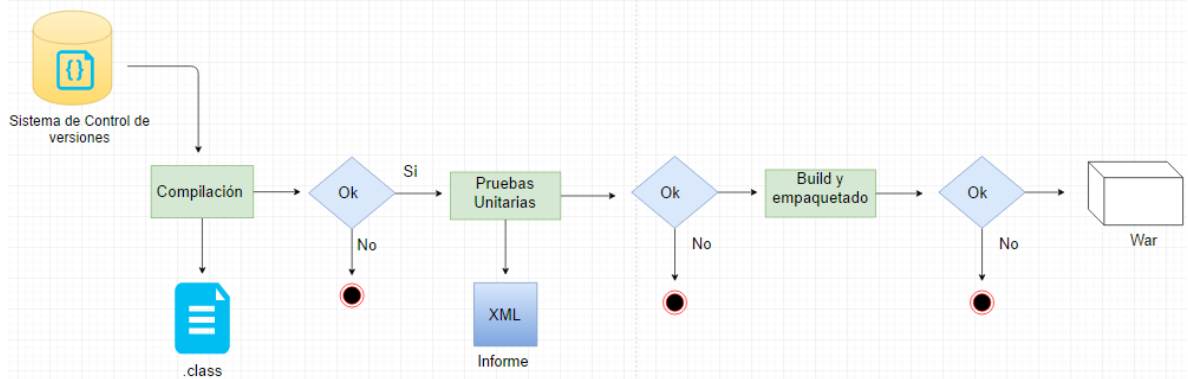 {}
Sistema de Control de
versiones
Compilación
Ok
Si
No
.class
Pruebas
Unitarias
XML
Informe
Ok
No
Build y
empaquetado
Ok
No
War